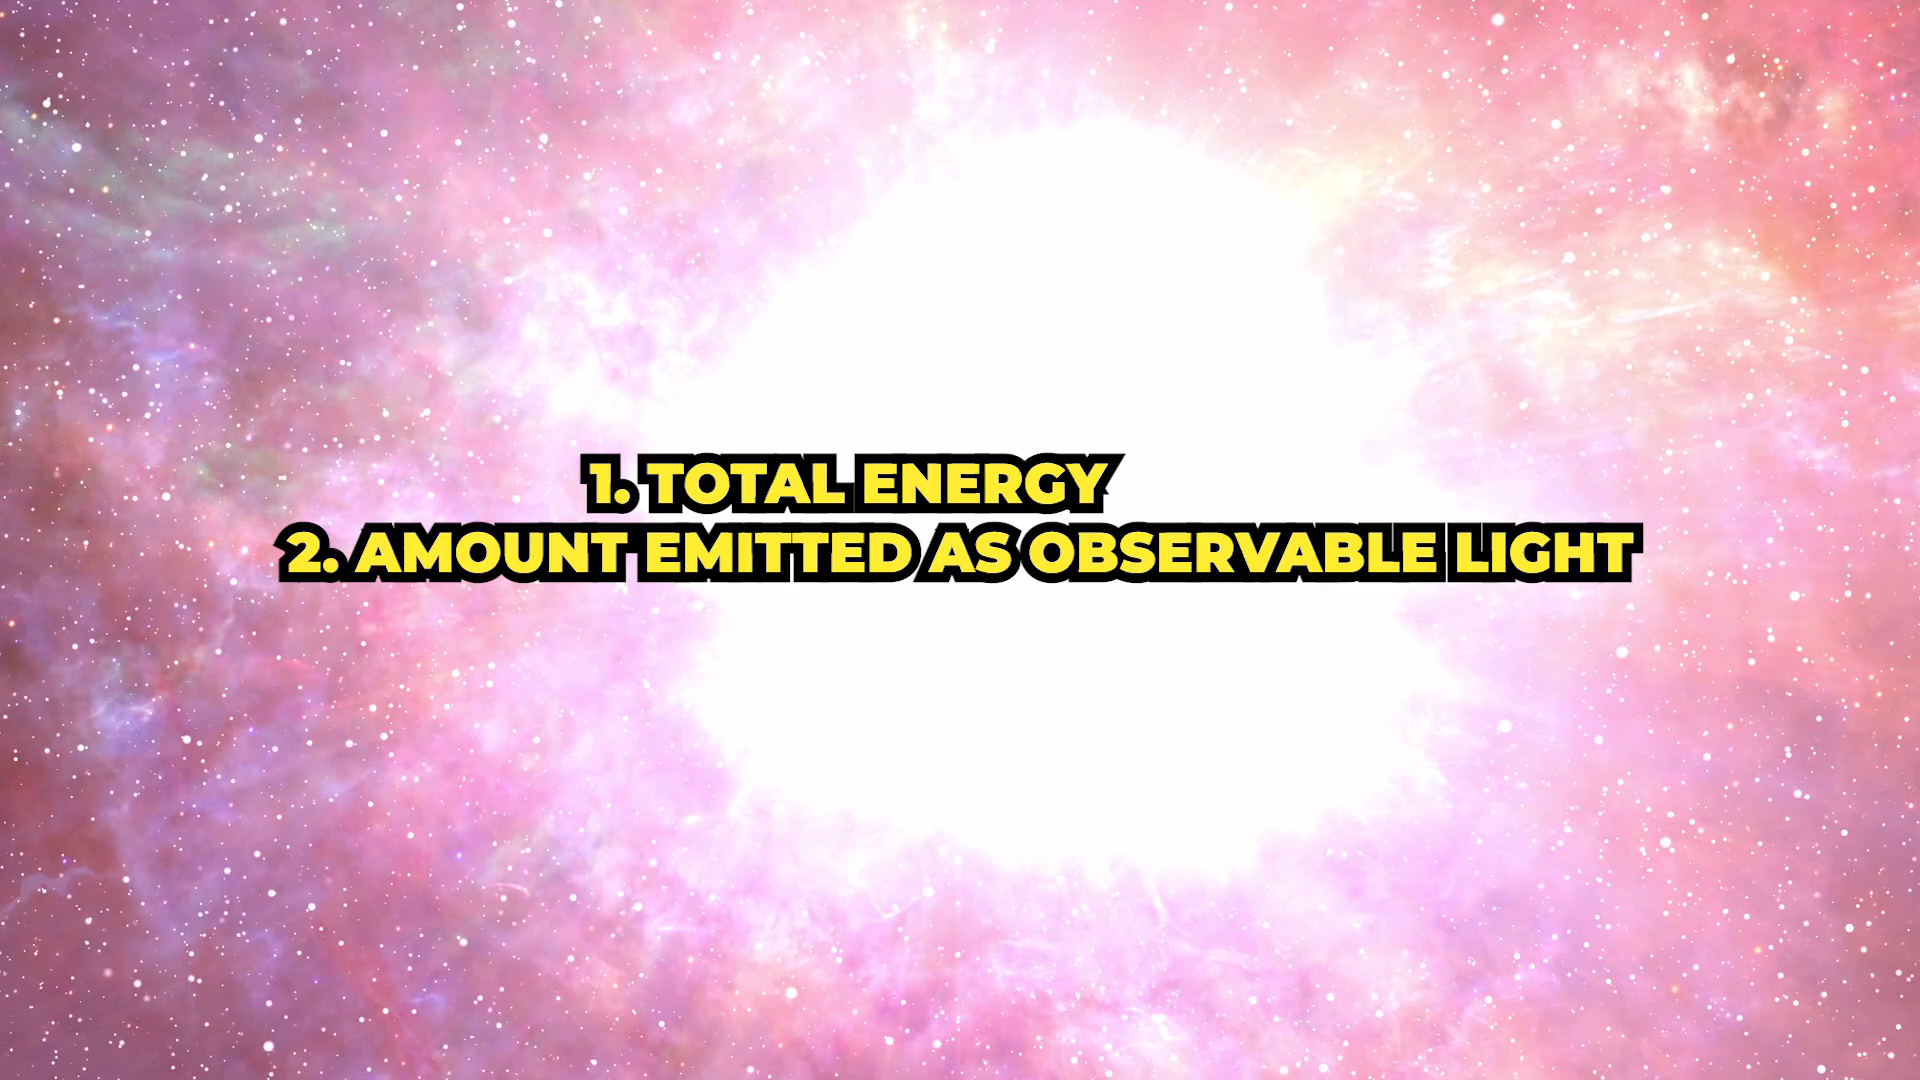 1. TOTAL ENERGY
2. AMOUNT EMITTED AS OBSERVABLE LIGHT